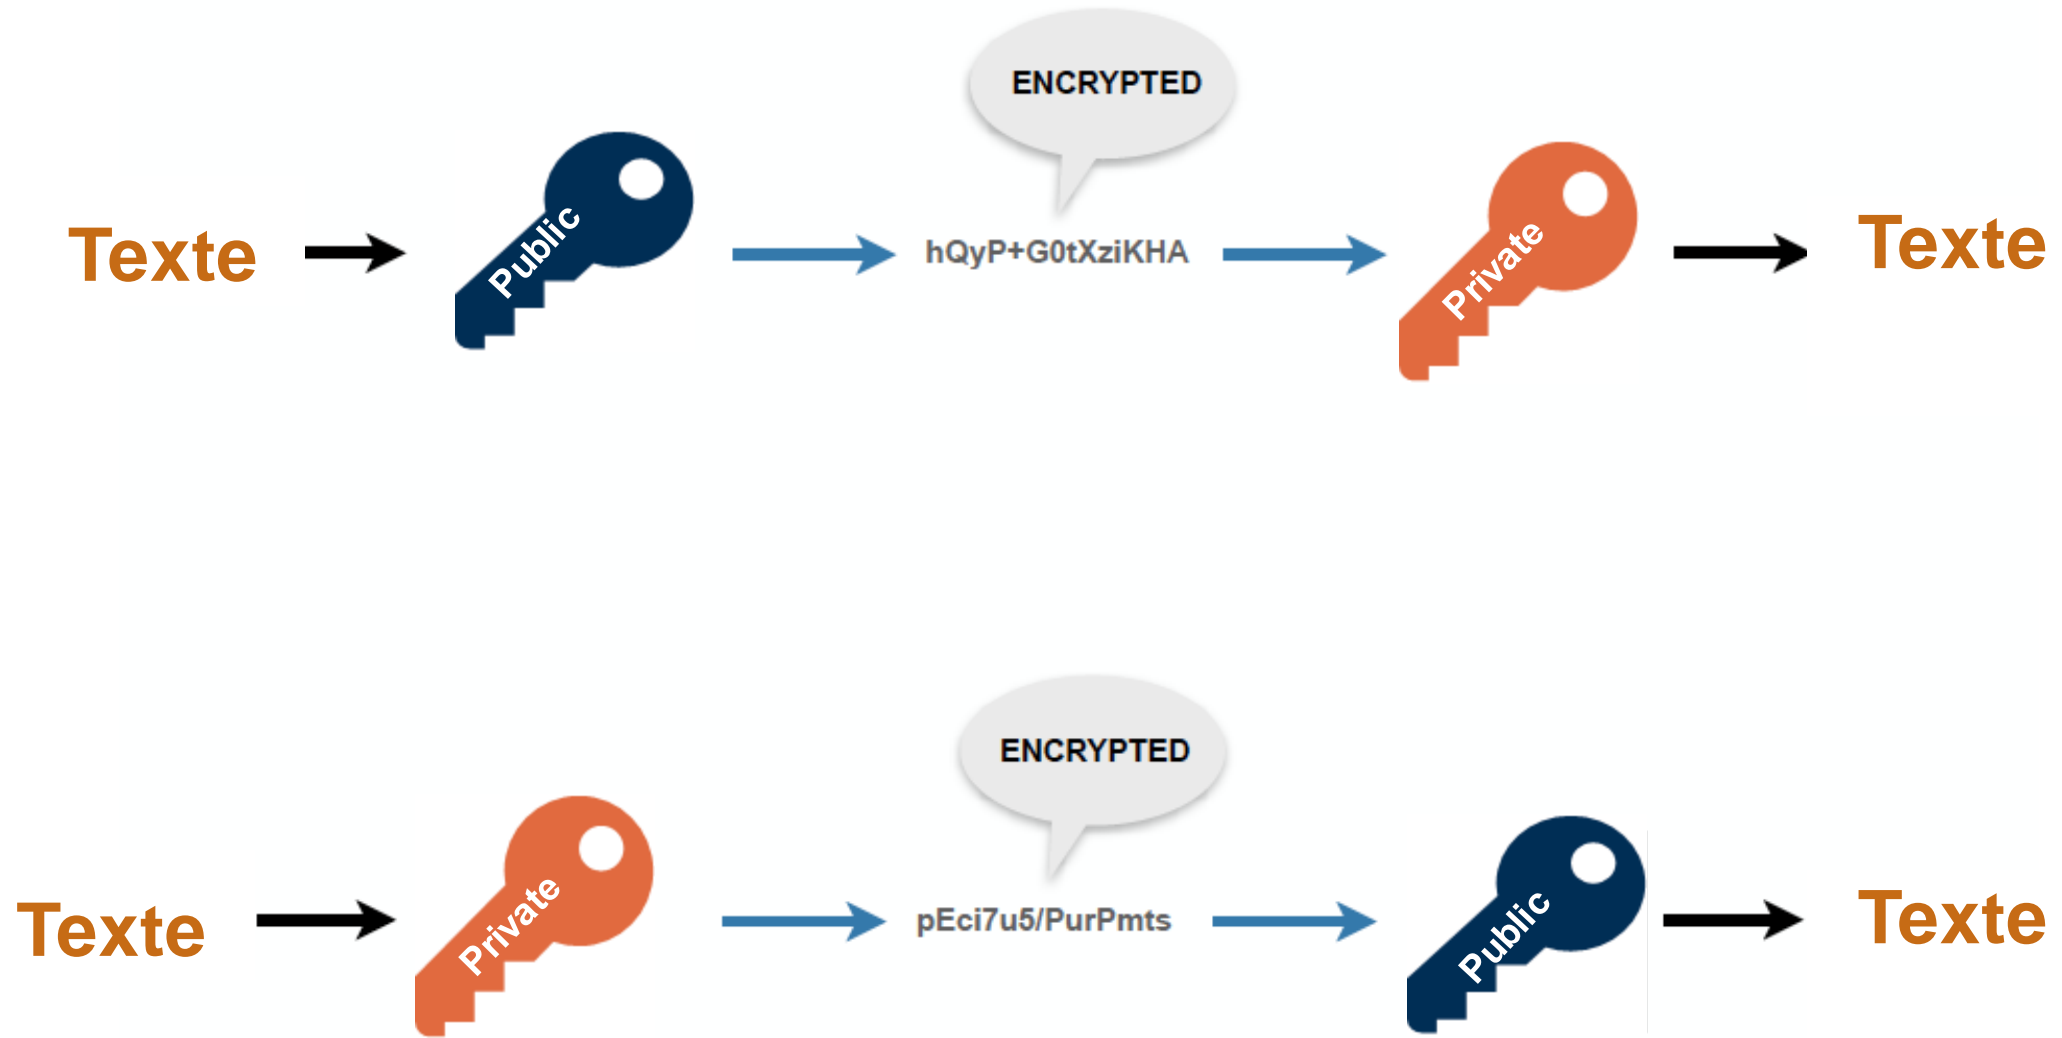 ENCRYPTED
Texte
Public
hQyP+G0tXziKHA
Private
Texte
ENCRYPTED
Texte
Private
pEci7u5/PurPmts
Public
Texte